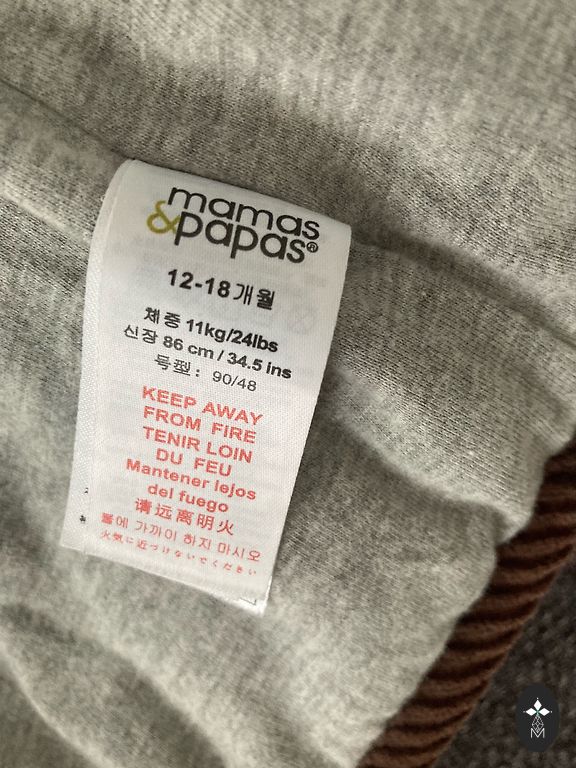 mamas
&papas®
12-18개월
체중 11kg/24lbs
신장 86 cm / 34.5 ins
号型: 90/48
KEEP AWAY
FROM FIRE
TENIR LOIN
DU FEU
Mantener lejos
del fuego
请远离明火
불에 가까이 하지 마시오
火気に近づけないでください
M